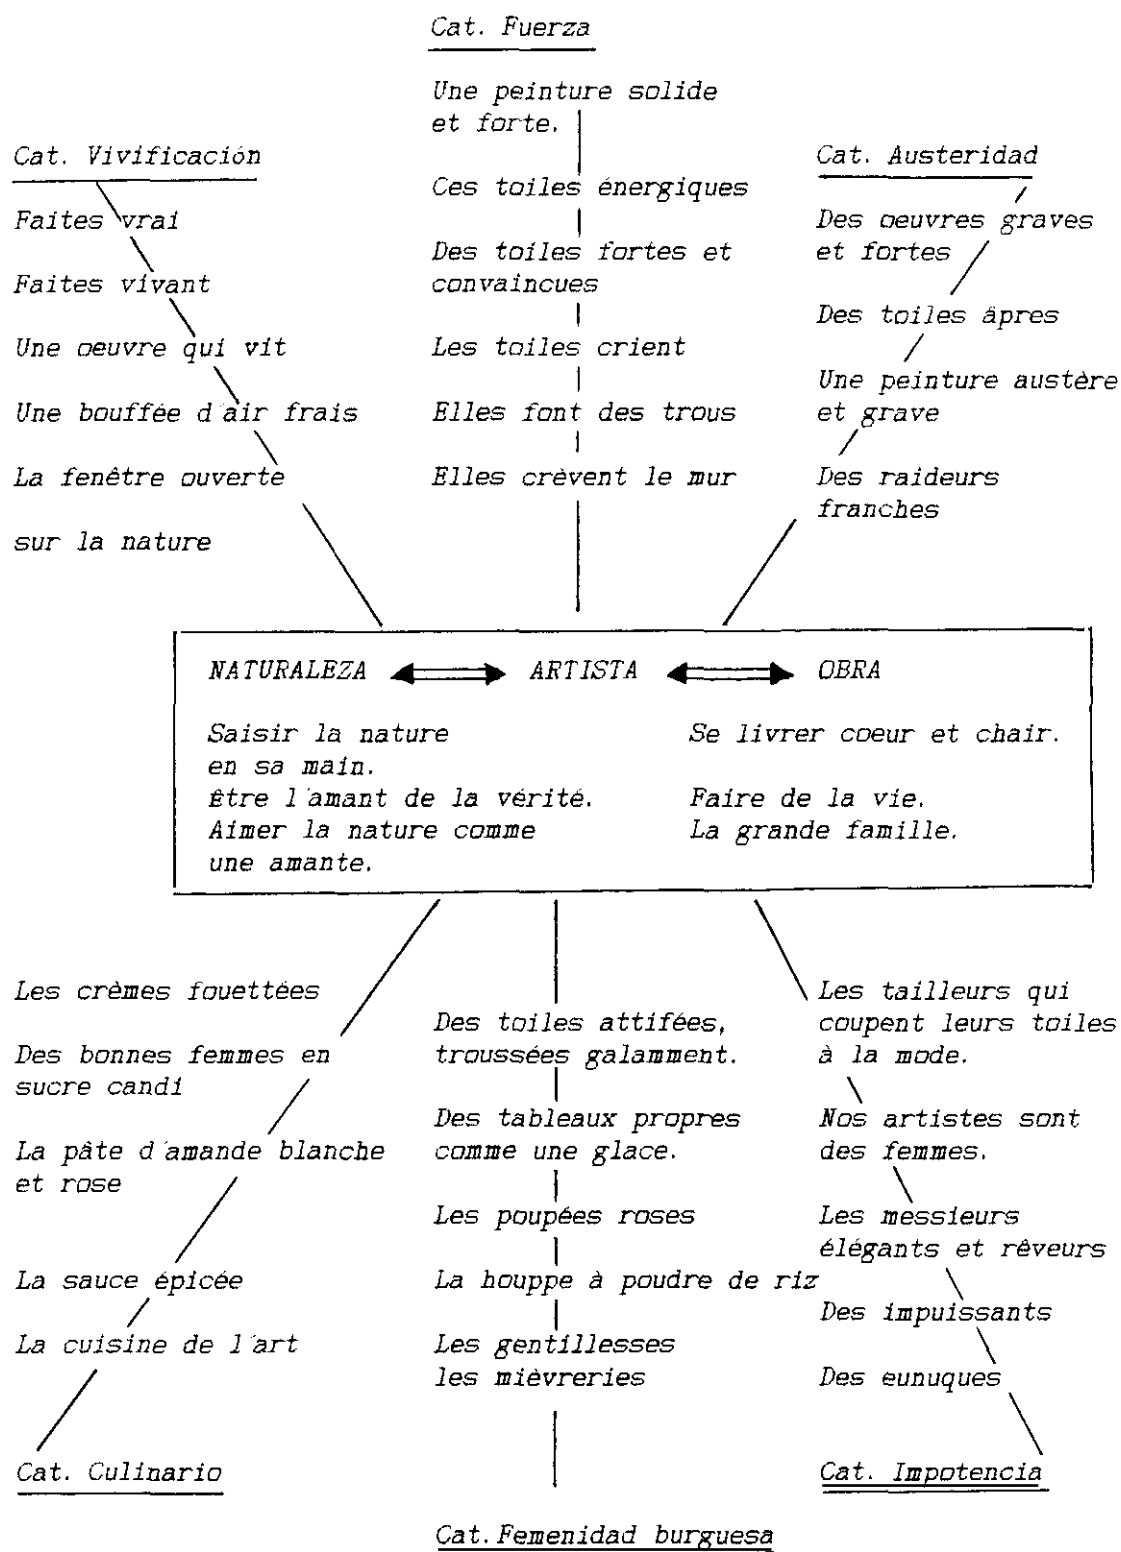 Cat. Fuerza
Une peinture solide
et forte.
Ces toiles énergiques
Des toiles fortes et
convaincues
Les toiles crient
Elles font des trous
Elles crèvent le mur
Cat. Vivificación
Faites vrai
Faites vivant
Une oeuvre qui vit
Une bouffée d'air frais
La fenêtre ouverte
sur la nature
Cat. Austeridad
Des oeuvres graves
et fortes
Des toiles âpres
Une peinture austère
et grave
Des raideurs
franches
NATURALEZA ARTISTA OBRA
Saisir la nature
en sa main.
Être l'amant de la vérité.
Aimer la nature comme
une amante.
Se livrer coeur et chair.
Faire de la vie.
La grande famille.
Les crèmes fouettées
Des bonnes femmes en
sucre candi
La pâte d'amande blanche
et rose
La sauce épicée
La cuisine de l'art
Cat. Culinario
Des toiles attifées,
troussées galamment.
Des tableaux propres
comme une glace.
Les poupées roses
La houppe à poudre de riz
Les gentillesses
les mièvreries
Cat. Femenidad burguesa
Les tailleurs qui
coupent leurs toiles
à la mode.
Nos artistes sont
des femmes.
Les messieurs
élégants et rêveurs
Des impuissants
Des eunuques
Cat. Impotencia